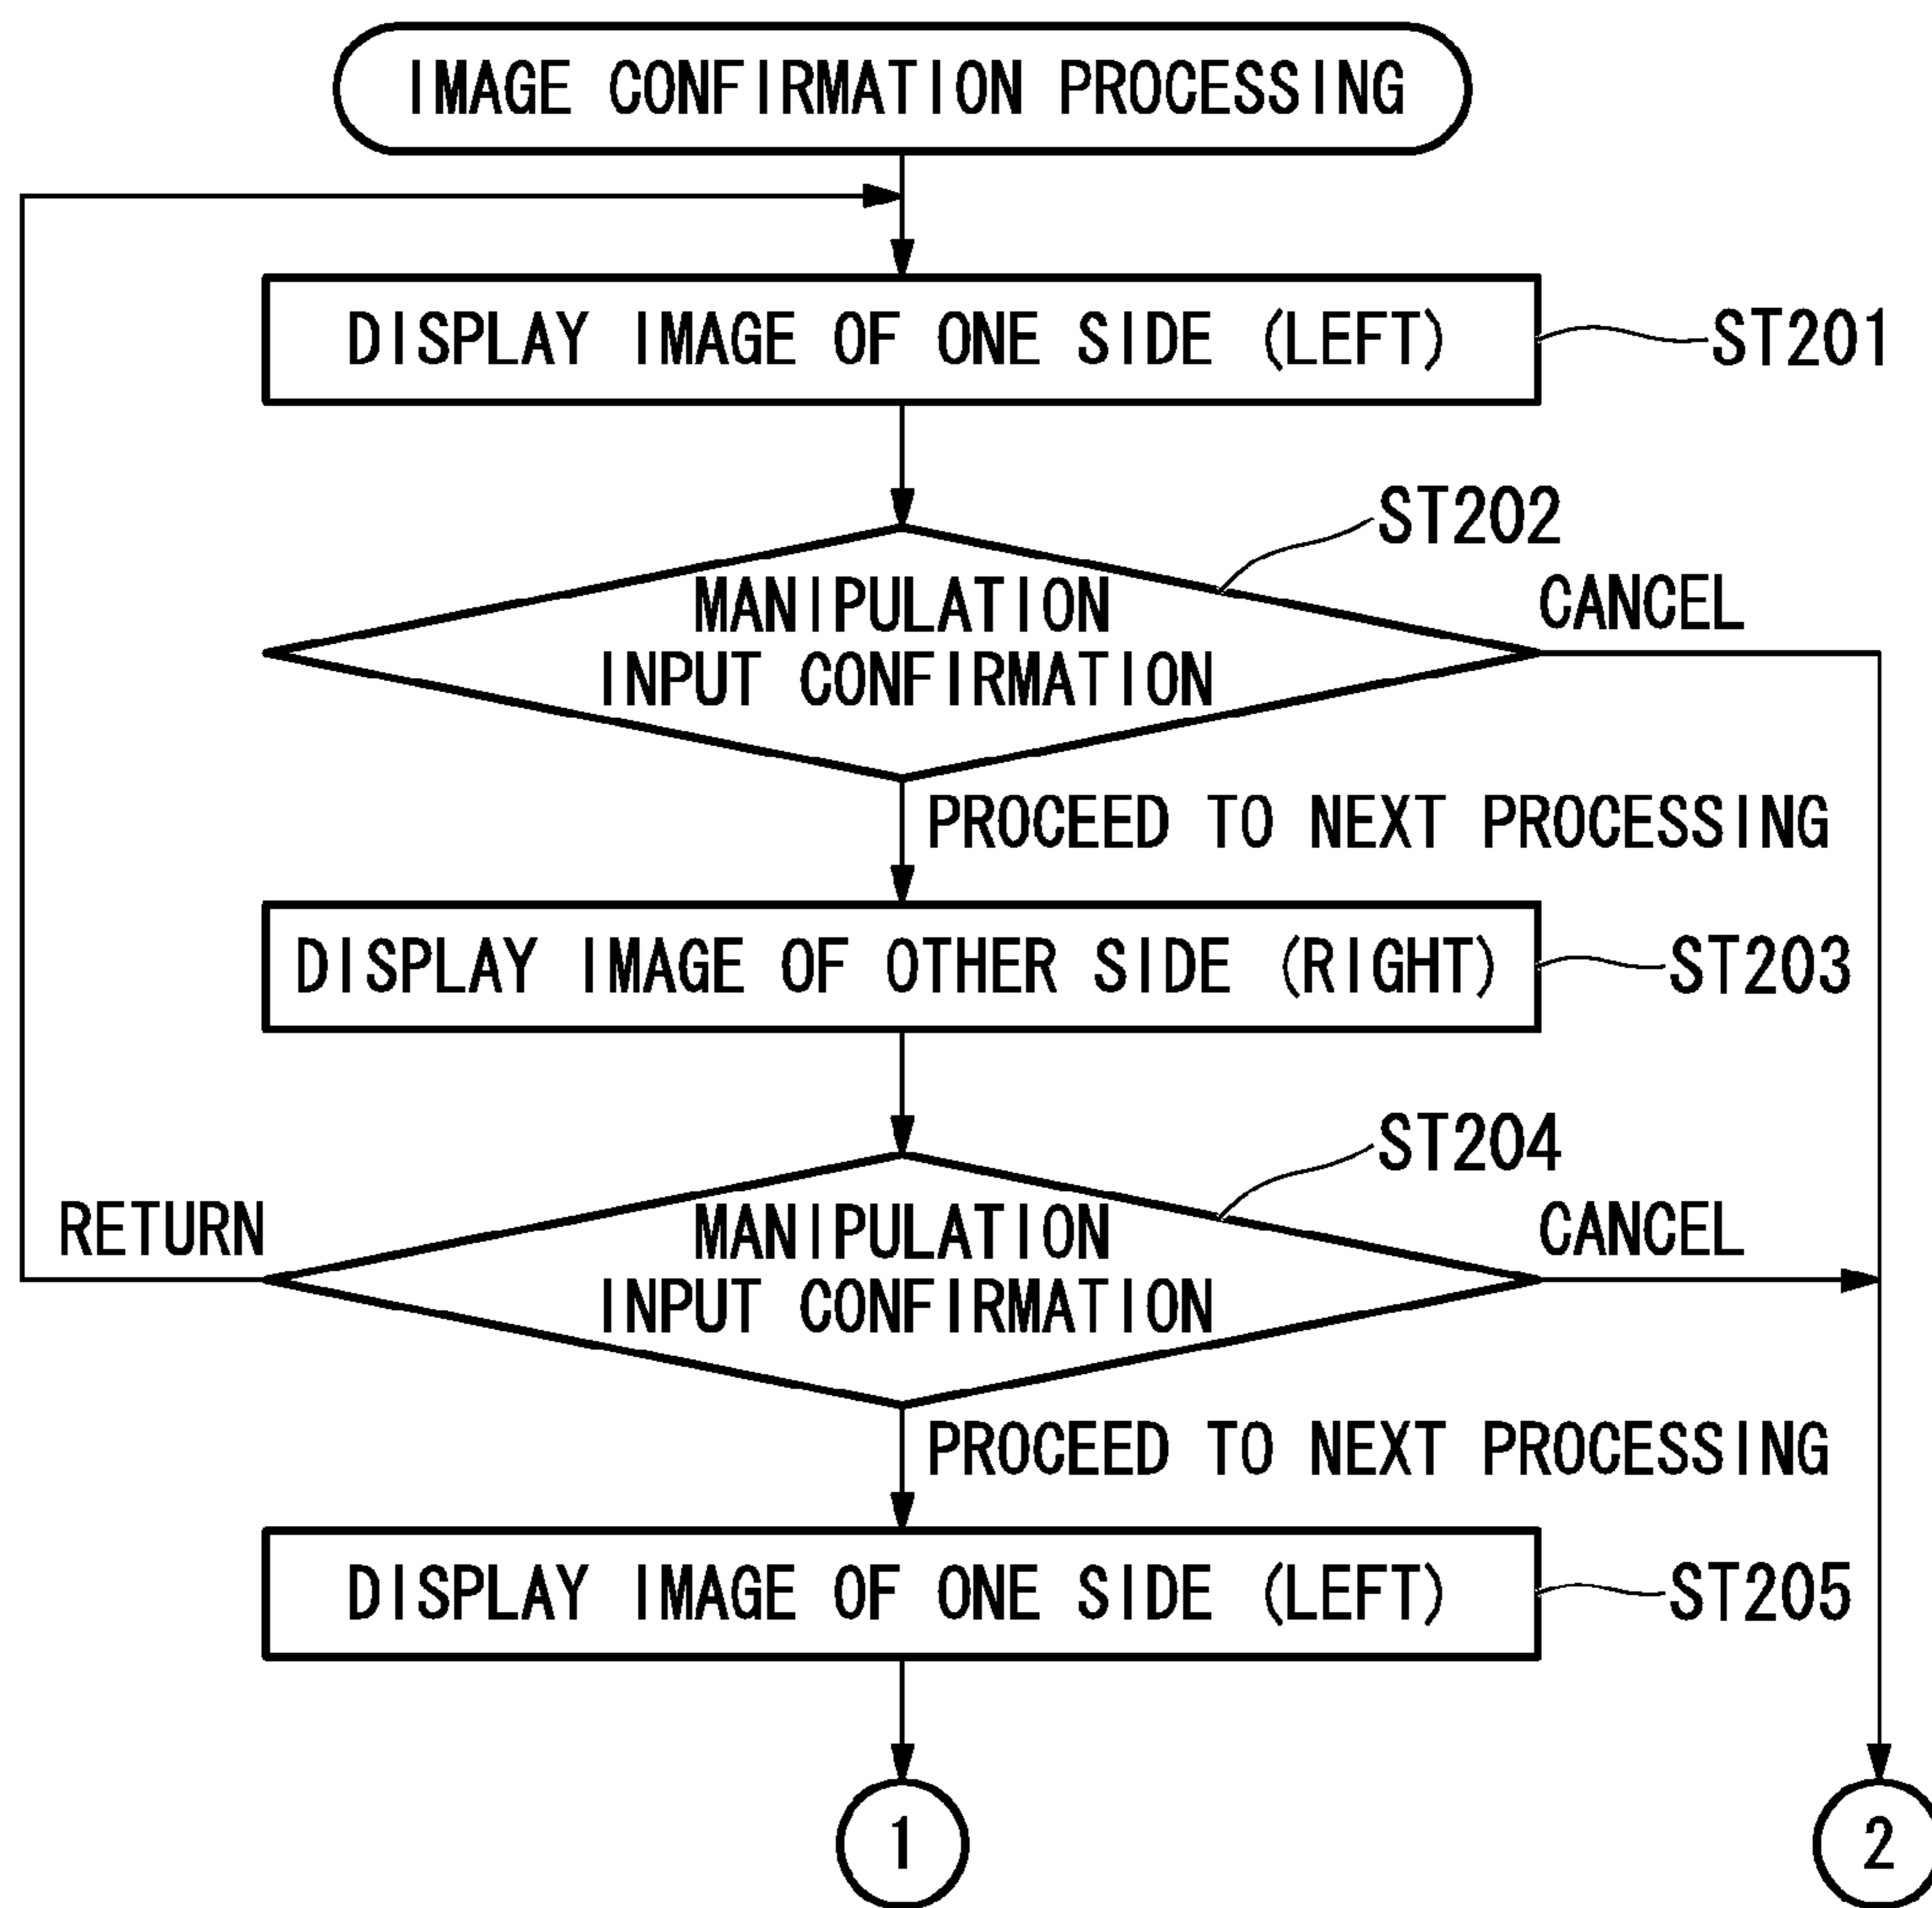 IMAGE CONFIRMATION PROCESSING
DISPLAY IMAGE OF ONE SIDE (LEFT)
ST201
ST202
MANIPULATION
INPUT CONFIRMATION
CANCEL
PROCEED TO NEXT PROCESSING
DISPLAY IMAGE OF OTHER SIDE (RIGHT)
ST203
ST204
RETURN
MANIPULATION
INPUT CONFIRMATION
CANCEL
PROCEED TO NEXT PROCESSING
DISPLAY IMAGE OF ONE SIDE (LEFT)
ST205
1
2